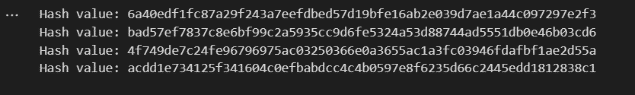 ... Hash value: 6a40edf1fc87a29f243a7eefdbed57d19bfe16ab2e039d7ae1a44c097297e2f3
Hash value: bad57ef7837c8e6bf99c2a5935cc9d6fe5324a53d88744ad5551db0e46b03cd6
Hash value: 4f749de7c24fe96796975ac03250366e0a3655ac1a3fc03946fdafbf1ae2d55a
Hash value: acdd1e734125f341604c0efbabdcc4c4b0597e8f6235d66c2445edd1812838c1